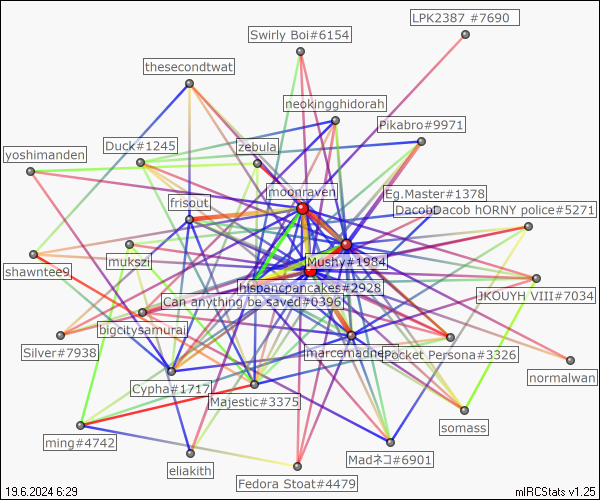 LPK2387 #7690
Swirly Boi#6154
thesecondtwat
neokingghidorah
Pikabro#9971
Duck#1245
zebula
yoshimanden
moonraven
Eg.Master#1378
frisout
DacobDacob hORNY police#5271
mukszi
Mushy#1984
shawntee9
hispancpancakes#2928
JKOUYH VIII#7034
Can anything be saved#0396
bigcitysamurai
Silver#7938
marcemadne
Pocket Persona#3326
normalwan
Cypha#1717
Majestic#3375
somass
ming#4742
Madネコ#6901
eliakith
Fedora Stoat#4479
19.6.2024 6:29
mIRCStats v1.25